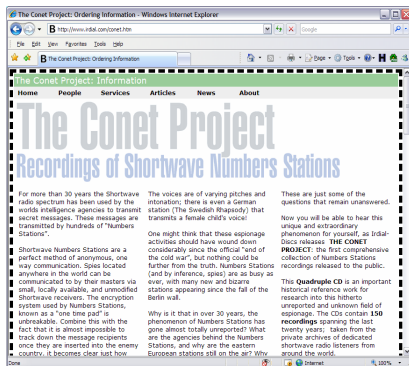 The Conet Project: Ordering Information - Windows Internet Explorer
http://www.irdial.com/conet.htm
Google
File Edit View Favorites Tools Help
The Conet Project: Ordering Information
Page Tools
The Conet Project: Information
Home People Services Articles News About
The Conet Project
Recordings of Shortwave Numbers Stations
For more than 30 years the Shortwave
radio spectrum has been used by the
worlds intelligence agencies to transmit
secret messages. These messages are
transmitted by hundreds of "Numbers
Stations".
Shortwave Numbers Stations are a
perfect method of anonymous, one
way communication. Spies located
anywhere in the world can be
communicated to by their masters via
small, locally available, and unmodified
Shortwave receivers. The encryption
system used by Numbers Stations,
known as a "one time pad" is
unbreakable. Combine this with the
fact that it is almost impossible to
track down the message recipients
once they are inserted into the enemy
country, it becomes clear just how
The voices are of varying pitches and
intonation; there is even a German
station (The Swedish Rhapsody) that
transmits a female child's voice!
One might think that these espionage
activities should have wound down
considerably since the official "end of
the cold war", but nothing could be
further from the truth. Numbers Stations
(and by inference, spies) are as busy as
ever, with many new and bizarre
stations appearing since the fall of the
Berlin wall.
Why is it that in over 30 years, the
phenomenon of Numbers Stations has
gone almost totally unreported? What
are the agencies behind the Numbers
Stations, and why are the eastern
European stations still on the air? Why
These are just some of the
questions that remain unanswered.
Now you will be able to hear this
unique and extraordinary
phenomenon for yourself, as Irdial-
Discs releases THE CONET
PROJECT: the first comprehensive
collection of Numbers Stations
recordings released to the public.
This Quadruple CD is an important
historical reference work for
research into this hitherto
unreported and unknown field of
espionage. The CDs contain 150
recordings spanning the last
twenty years; taken from the
private archives of dedicated
shortwave radio listeners from
around the world.
Done Internet 100%